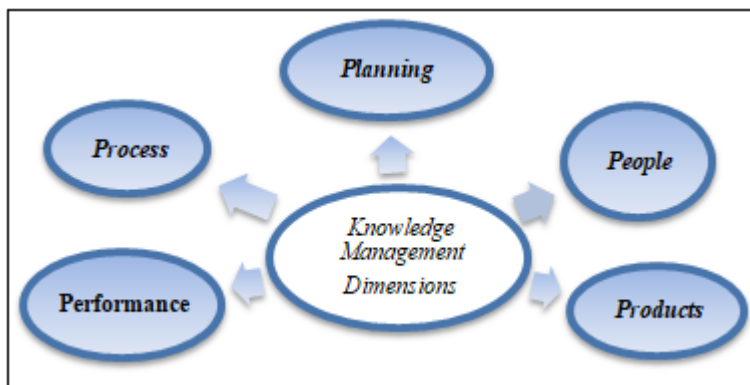 Planning
Process
People
Knowledge
Management
Dimensions
Performance
Products